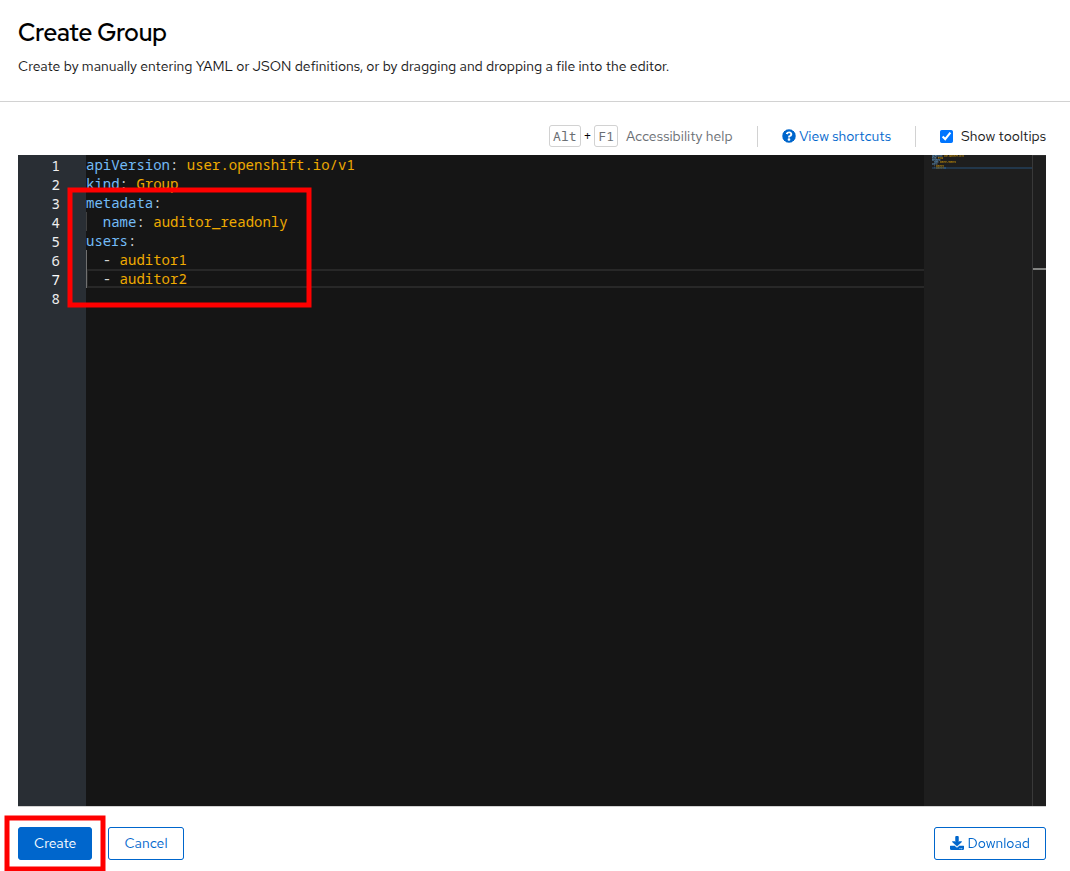 Create Group
Create by manually entering YAML or JSON definitions, or by dragging and dropping a file into the editor.
Alt + F1 Accessibility help View shortcuts Show tooltips
1 apiVersion: user.openshift.io/v1
2 kind: Group
3 metadata:
4 name: auditor_readonly
5 users:
6 - auditor1
7 - auditor2
8
Create Cancel Download